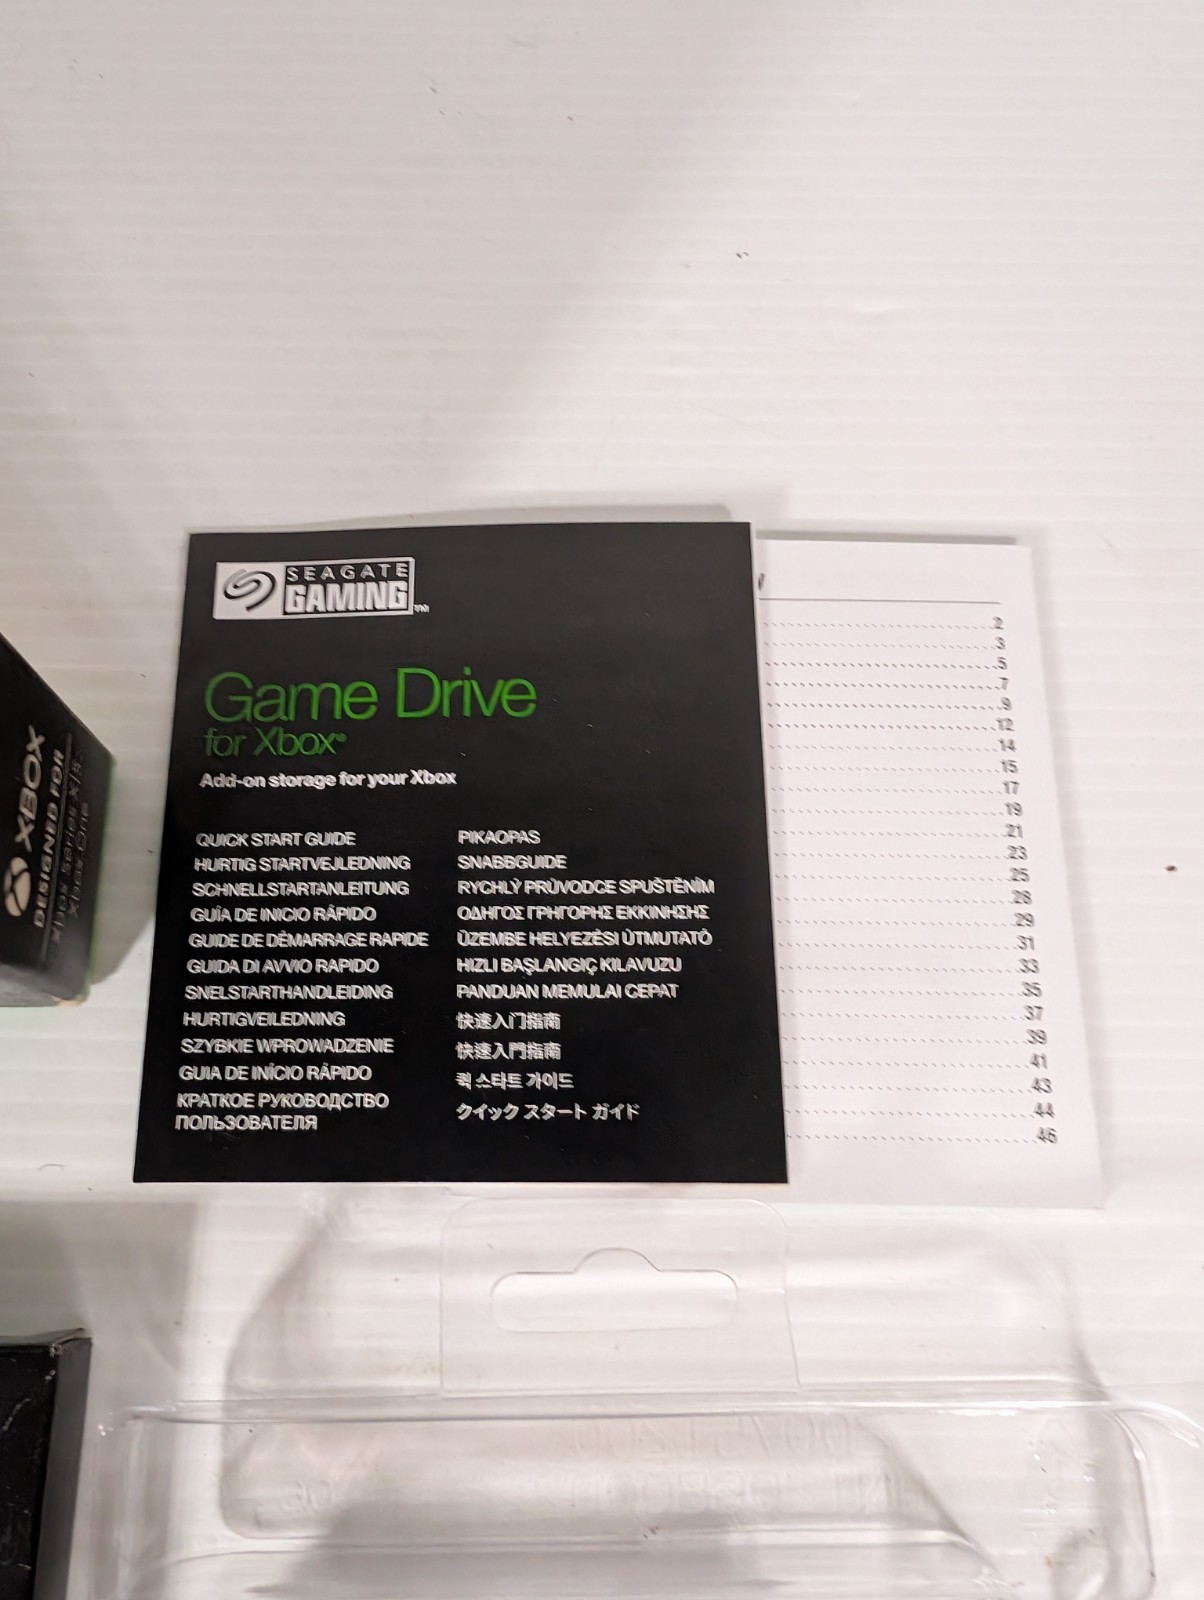 SEAGATE
GAMING™
Game Drive
for Xbox®
Add-on storage for your Xbox
QUICK START GUIDE
HURTIG STARTVEJLEDNING
SCHNELLSTARTANLEITUNG
GUÍA DE INICIO RÁPIDO
GUIDE DE DÉMARRAGE RAPIDE
GUIDA DI AVVIO RAPIDO
SNELSTARTHANDLEIDING
HURTIGVEILEDNING
SZYBKIE WPROWADZENIE
GUIA DE INÍCIO RÁPIDO
КРАТКОЕ РУКОВОДСТВО
ПОЛЬЗОВАТЕЛЯ
PIKAOPAS
SNABBGUIDE
RYCHLÝ PRŮVODCE SPUŠTĚNÍM
ΟΔΗΓΟΣ ΓΡΗΓΟΡΗΣ ΕΚΚΙΝΗΣΗΣ
ÜZEMBE HELYEZÉSI ÚTMUTATÓ
HIZLI BAŞLANGIÇ KILAVUZU
PANDUAN MEMULAI CEPAT
快速入门指南
快速入門指南
퀵 스타트 가이드
クイック スタート ガイド
2
3
5
7
9
12
14
15
17
19
21
23
25
28
29
31
33
35
37
39
41
43
44
46
XBOX
DESIGNED FOR
XBOX Series X|S
XBOX One